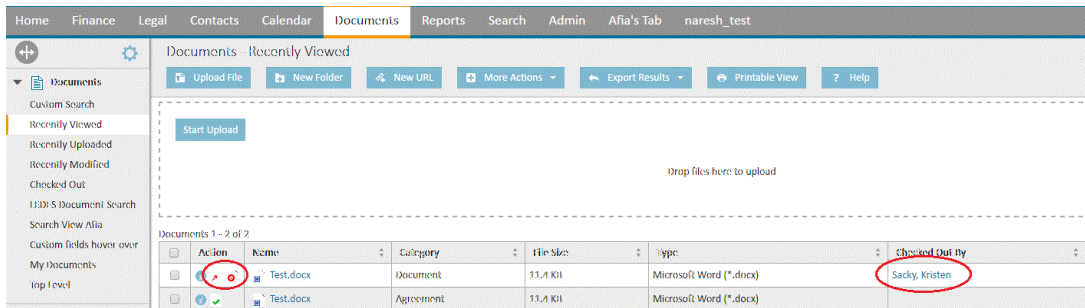 Home Finance Legal Contacts Calendar Documents Reports Search Admin Afia's Tab naresh_test
Documents - Recently Viewed
Upload File New Folder New URL More Actions Export Results Printable View ? Help
Documents
Custom Search
Recently Viewed
Recently Uploaded
Recently Modified
Checked Out
LEDES Document Search
Search View Afia
Custom fields hover over
My Documents
Top Level
Start Upload
Drop files here to upload
Documents 1 - 2 of 2
Action Name Category File Size Type Checked Out By
Test.docx Document 11.4 KB Microsoft Word (*.docx) Sacky, Kristen
Test.docx Agreement 11.4 KB Microsoft Word (*.docx)